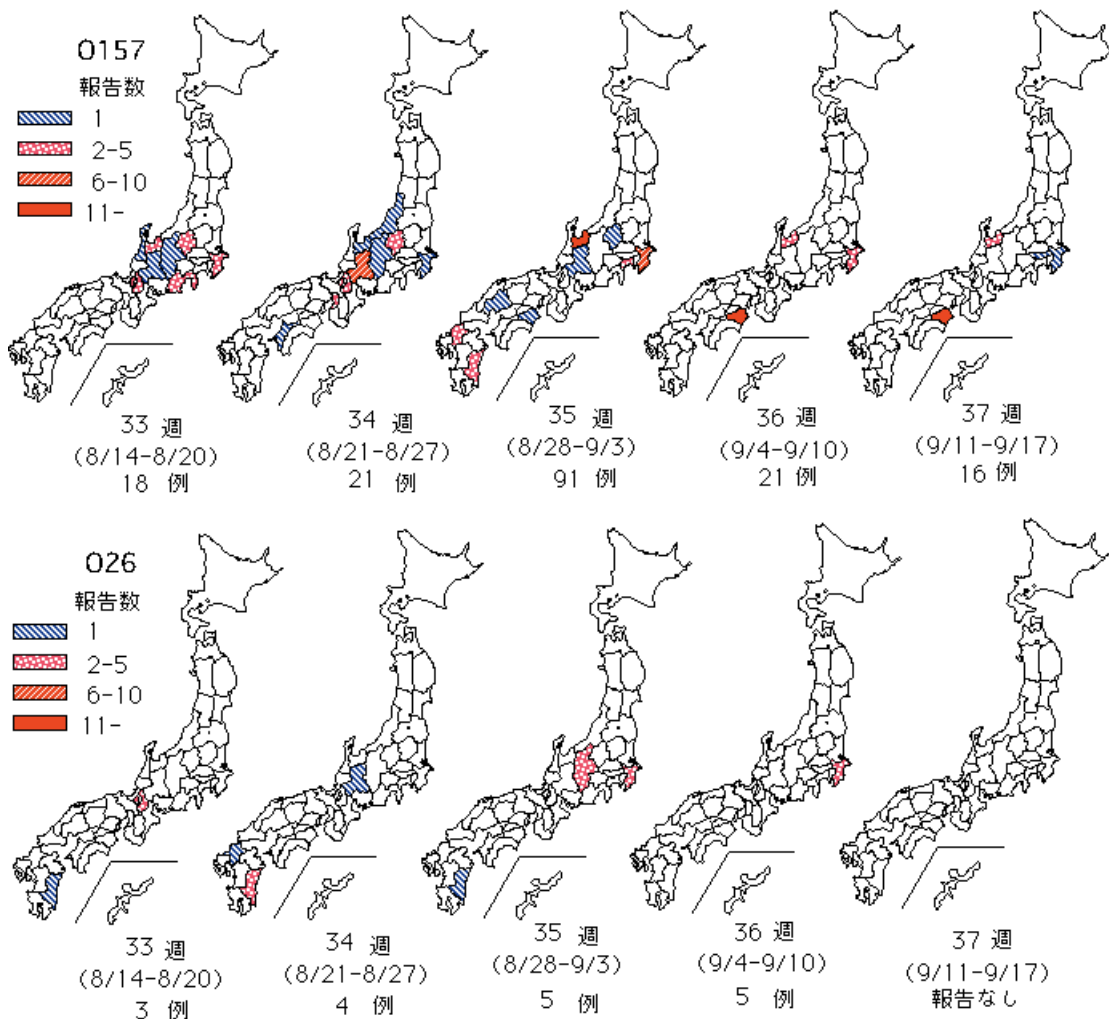 O157
報告数
1
2-5
6-10
11-
33 週
(8/14-8/20)
18 例
34 週
(8/21-8/27)
21 例
35 週
(8/28-9/3)
91 例
36 週
(9/4-9/10)
21 例
37 週
(9/11-9/17)
16 例
O26
報告数
1
2-5
6-10
11-
33 週
(8/14-8/20)
3 例
34 週
(8/21-8/27)
4 例
35 週
(8/28-9/3)
5 例
36 週
(9/4-9/10)
5 例
37 週
(9/11-9/17)
報告なし